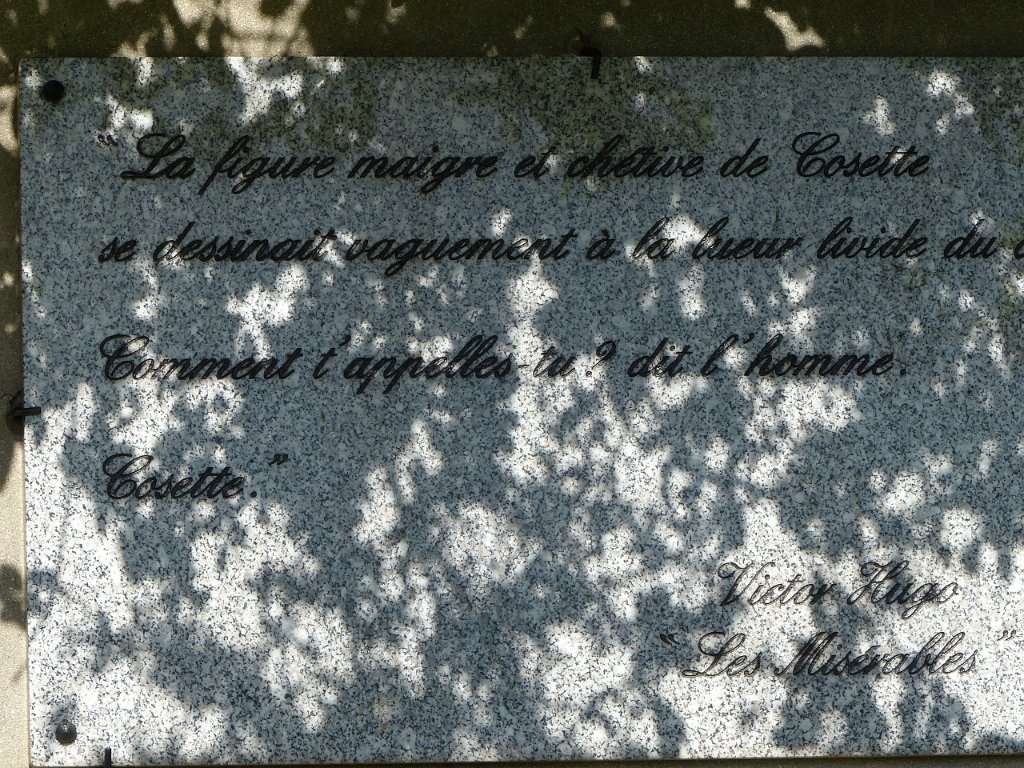 “La figure maigre et chétive de Cosette
se dessinait vaguement à la lueur livide du
Comment t'appelles-tu? dit l'homme.
Cosette.”
Victor Hugo
“Les Misérables”